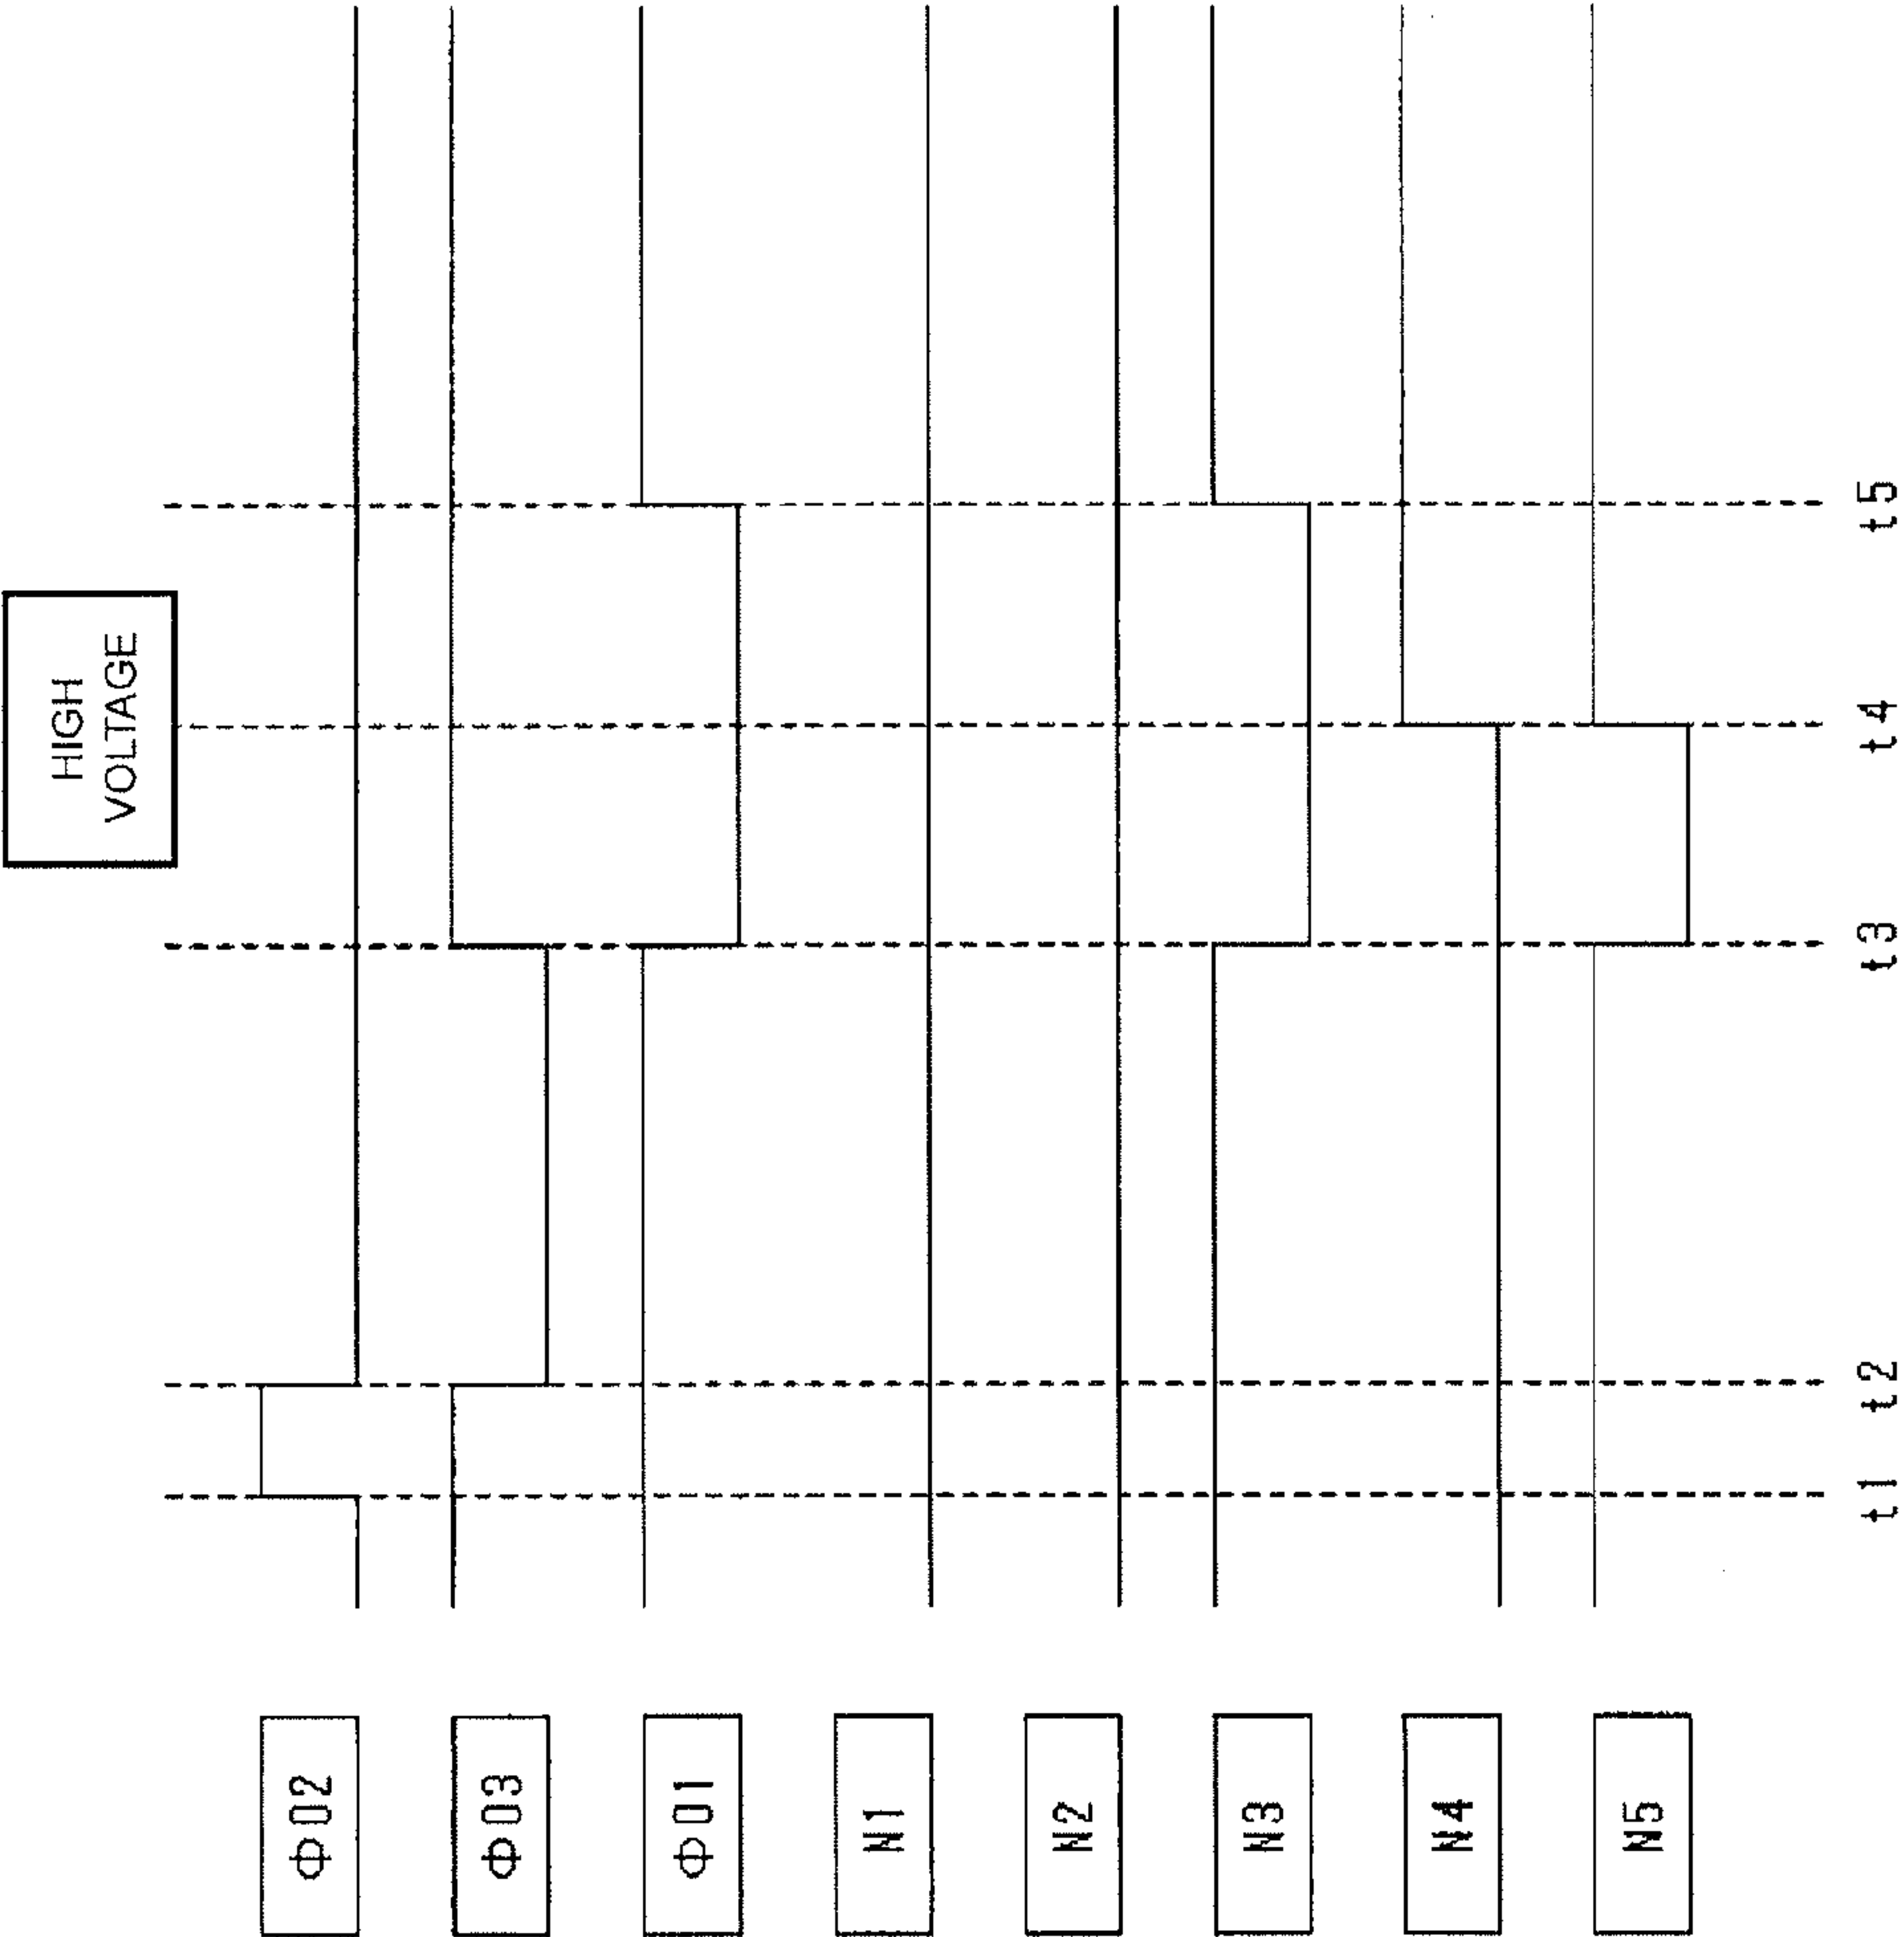 HIGH
VOLTAGE
Φ02
Φ03
Φ01
N1
N2
N3
N4
N5
t1 t2 t3 t4 t5